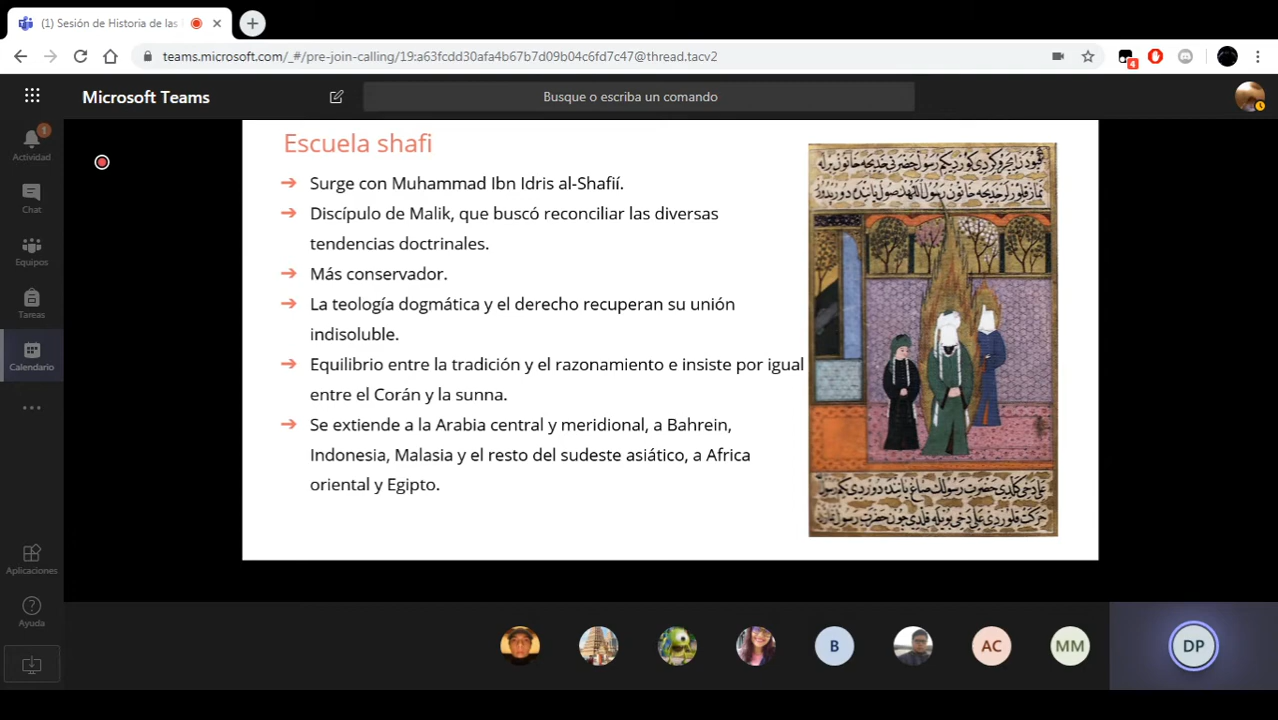 (1) Sesión de Historia de las
teams.microsoft.com/_#/pre-join-calling/19:a63fcdd30afa4b67b7d09b04c6fd7c47@thread.tacv2
4
Microsoft Teams
Busque o escriba un comando
1
Actividad
Chat
Equipos
Tareas
Calendario
Aplicaciones
Ayuda
Escuela shafi
➔ Surge con Muhammad Ibn Idris al-Shafií.
➔ Discípulo de Malik, que buscó reconciliar las diversas
tendencias doctrinales.
➔ Más conservador.
➔ La teología dogmática y el derecho recuperan su unión
indisoluble.
➔ Equilibrio entre la tradición y el razonamiento e insiste por igual
entre el Corán y la sunna.
➔ Se extiende a la Arabia central y meridional, a Bahrein,
Indonesia, Malasia y el resto del sudeste asiático, a Africa
oriental y Egipto.
B
AC
MM
DP